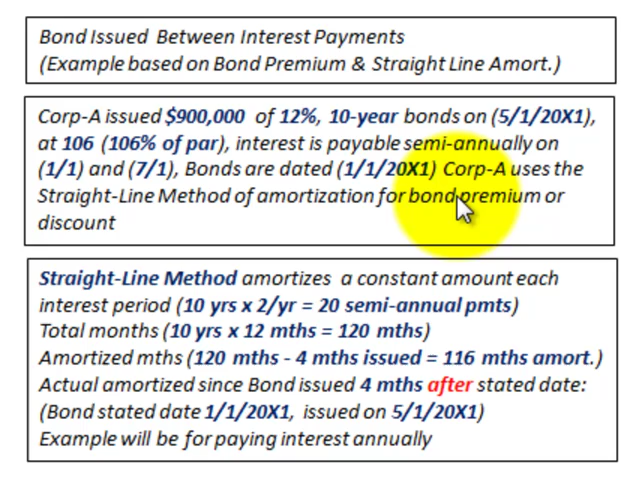 Bond Issued Between Interest Payments
(Example based on Bond Premium & Straight Line Amort.)
Corp-A issued $900,000 of 12%, 10-year bonds on (5/1/20X1),
at 106 (106% of par), interest is payable semi-annually on
(1/1) and (7/1), Bonds are dated (1/1/20X1) Corp-A uses the
Straight-Line Method of amortization for bond premium or
discount
Straight-Line Method amortizes a constant amount each
interest period (10 yrs x 2/yr = 20 semi-annual pmts)
Total months (10 yrs x 12 mths = 120 mths)
Amortized mths (120 mths - 4 mths issued = 116 mths amort.)
Actual amortized since Bond issued 4 mths after stated date:
(Bond stated date 1/1/20X1, issued on 5/1/20X1)
Example will be for paying interest annually